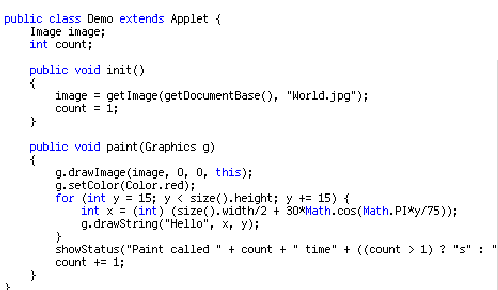 public class Demo extends Applet {
    Image image;
    int count;

    public void init()
    {
        image = getImage(getDocumentBase(), "World.jpg");
        count = 1;
    }

    public void paint(Graphics g)
    {
        g.drawImage(image, 0, 0, this);
        g.setColor(Color.red);
        for (int y = 15; y < size().height; y += 15) {
            int x = (int) (size().width/2 + 30*Math.cos(Math.PI*y/75));
            g.drawString("Hello", x, y);
        }
        showStatus("Paint called " + count + " time" + ((count > 1) ? "s" : "
        count += 1;
    }
}